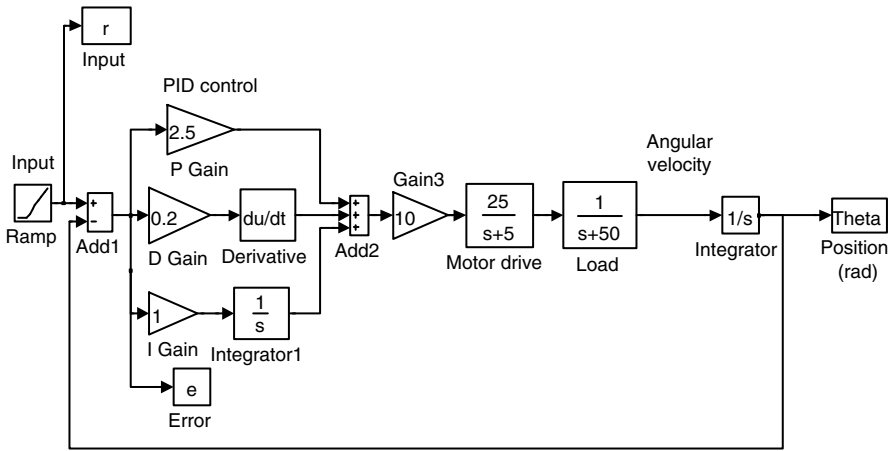 r
Input
PID control
2.5
P Gain
Input
Ramp
+
−
Add1
0.2
D Gain
du/dt
Derivative
+
+
+
Add2
Gain3
10
25
s+5
Motor drive
1
s+50
Load
Angular
velocity
1/s
Integrator
Theta
Position
(rad)
1
I Gain
1
s
Integrator1
e
Error